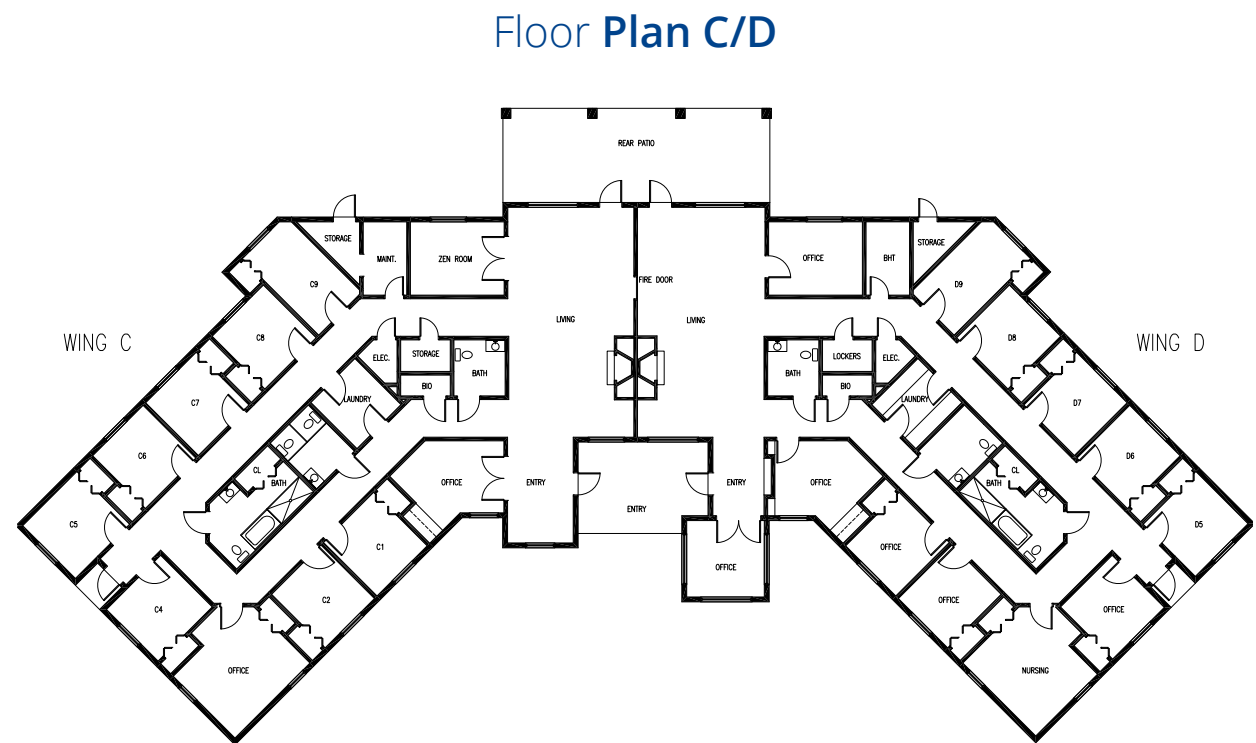 Floor Plan C/D
REAR PATIO
STORAGE
MAINT.
ZEN ROOM
OFFICE
BHT
STORAGE
C9
FIRE DOOR
D9
LIVING
LIVING
WING C
C8
ELEC.
STORAGE
BATH
BATH
LOCKERS
ELEC.
D8
WING D
BIO
BIO
C7
LAUNDRY
LAUNDRY
D7
C6
D6
CL
BATH
OFFICE
ENTRY
ENTRY
OFFICE
CL
BATH
C5
ENTRY
D5
C1
OFFICE
OFFICE
C4
C2
OFFICE
OFFICE
OFFICE
NURSING